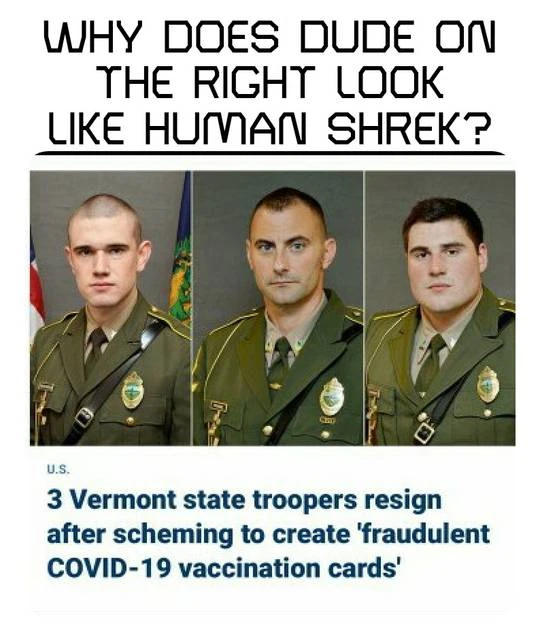 WHY DOES DUDE ON
THE RIGHT LOOK
LIKE HUMAN SHREK?
U.S.
3 Vermont state troopers resign
after scheming to create 'fraudulent
COVID-19 vaccination cards'